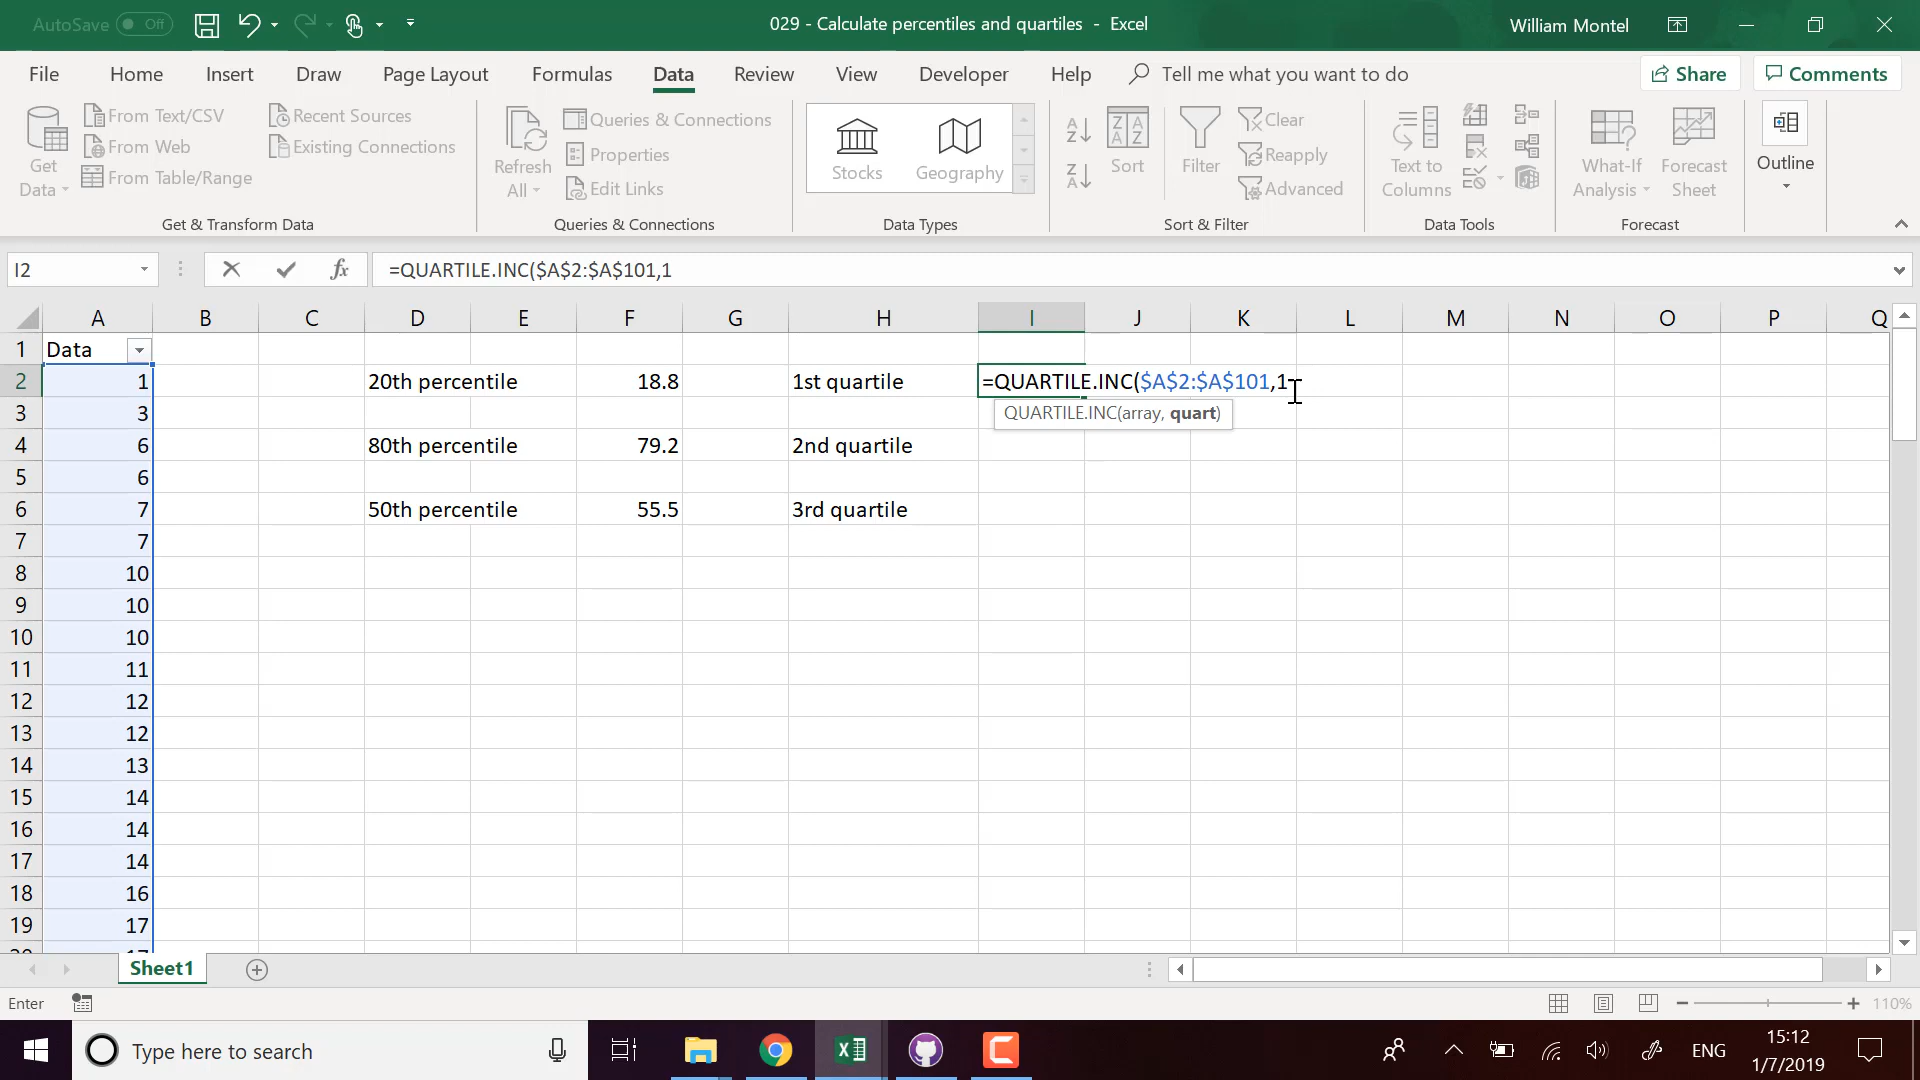 AutoSave Off
029 - Calculate percentiles and quartiles - Excel
William Montel
File Home Insert Draw Page Layout Formulas Data Review View Developer Help Tell me what you want to do Share Comments
Get Data
From Text/CSV
From Web
From Table/Range
Recent Sources
Existing Connections
Get & Transform Data
Refresh All
Queries & Connections
Properties
Edit Links
Queries & Connections
Stocks
Geography
Data Types
Sort
Filter
Clear
Reapply
Advanced
Sort & Filter
Text to Columns
Data Tools
What-If Analysis
Forecast Sheet
Forecast
Outline
I2 fx =QUARTILE.INC($A$2:$A$101,1
A B C D E F G H I J K L M N O P Q
1 Data
2 1 20th percentile 18.8 1st quartile =QUARTILE.INC($A$2:$A$101,1
QUARTILE.INC(array, quart)
3 3
4 6 80th percentile 79.2 2nd quartile
5 6
6 7 50th percentile 55.5 3rd quartile
7 7
8 10
9 10
10 10
11 11
12 12
13 12
14 13
15 14
16 14
17 14
18 16
19 17
20 17
Sheet1
Enter
110%
Type here to search
ENG
15:12
1/7/2019